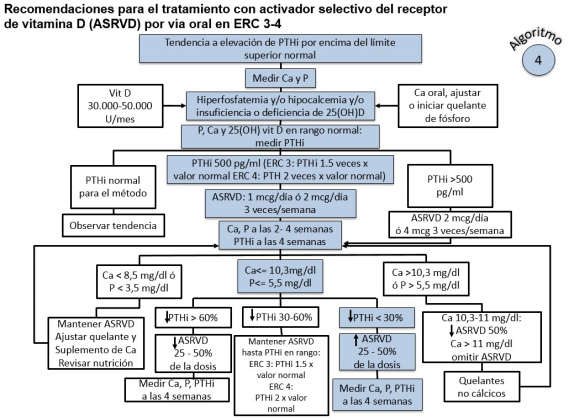 Recomendaciones para el tratamiento con activador selectivo del receptor
de vitamina D (ASRVD) por vía oral en ERC 3-4
Algoritmo
4
Tendencia a elevación de PTHi por encima del límite
superior normal
Medir Ca y P
Vit D
30.000-50.000
U/mes
Hiperfosfatemia y/o hipocalcemia y/o
insuficiencia o deficiencia de 25(OH)D
Ca oral, ajustar
o iniciar quelante
de fósforo
P, Ca y 25(OH) vit D en rango normal:
medir PTHi
PTHi normal
para el método
PTHi 500 pg/ml (ERC 3: PTHi 1.5 veces x
valor normal ERC 4: PTH 2 veces x valor normal)
PTHi >500
pg/ml
Observar tendencia
ASRVD: 1 mcg/día ó 2 mcg/día
3 veces/semana
ASRVD 2 mcg/día
ó 4 mcg 3 veces/semana
Ca, P a las 2- 4 semanas
PTHi a las 4 semanas
Ca < 8,5 mg/dl ó
P < 3,5 mg/dl
Ca<= 10,3mg/dl
P<= 5,5 mg/dl
Ca >10,3 mg/dl
ó P > 5,5 mg/dl
Mantener ASRVD
Ajustar quelante y
Suplemento de Ca
Revisar nutrición
↓PTHi > 60%
↓PTHi 30-60%
↓PTHi < 30%
↓ASRVD
25 - 50%
de la dosis
Medir Ca, P, PTHi
a las 4 semanas
Mantener ASRVD
hasta PTHi en rango:
ERC 3: PTHi 1.5 x
valor normal
ERC 4:
PTHi 2 x valor
normal
↑ASRVD
25 - 50%
de la dosis
Medir Ca, P, PTHi
a las 4 semanas
Ca 10,3-11 mg/dl:
↓ASRVD 50%
Ca > 11 mg/dl
omitir ASRVD
Quelantes
no cálcicos